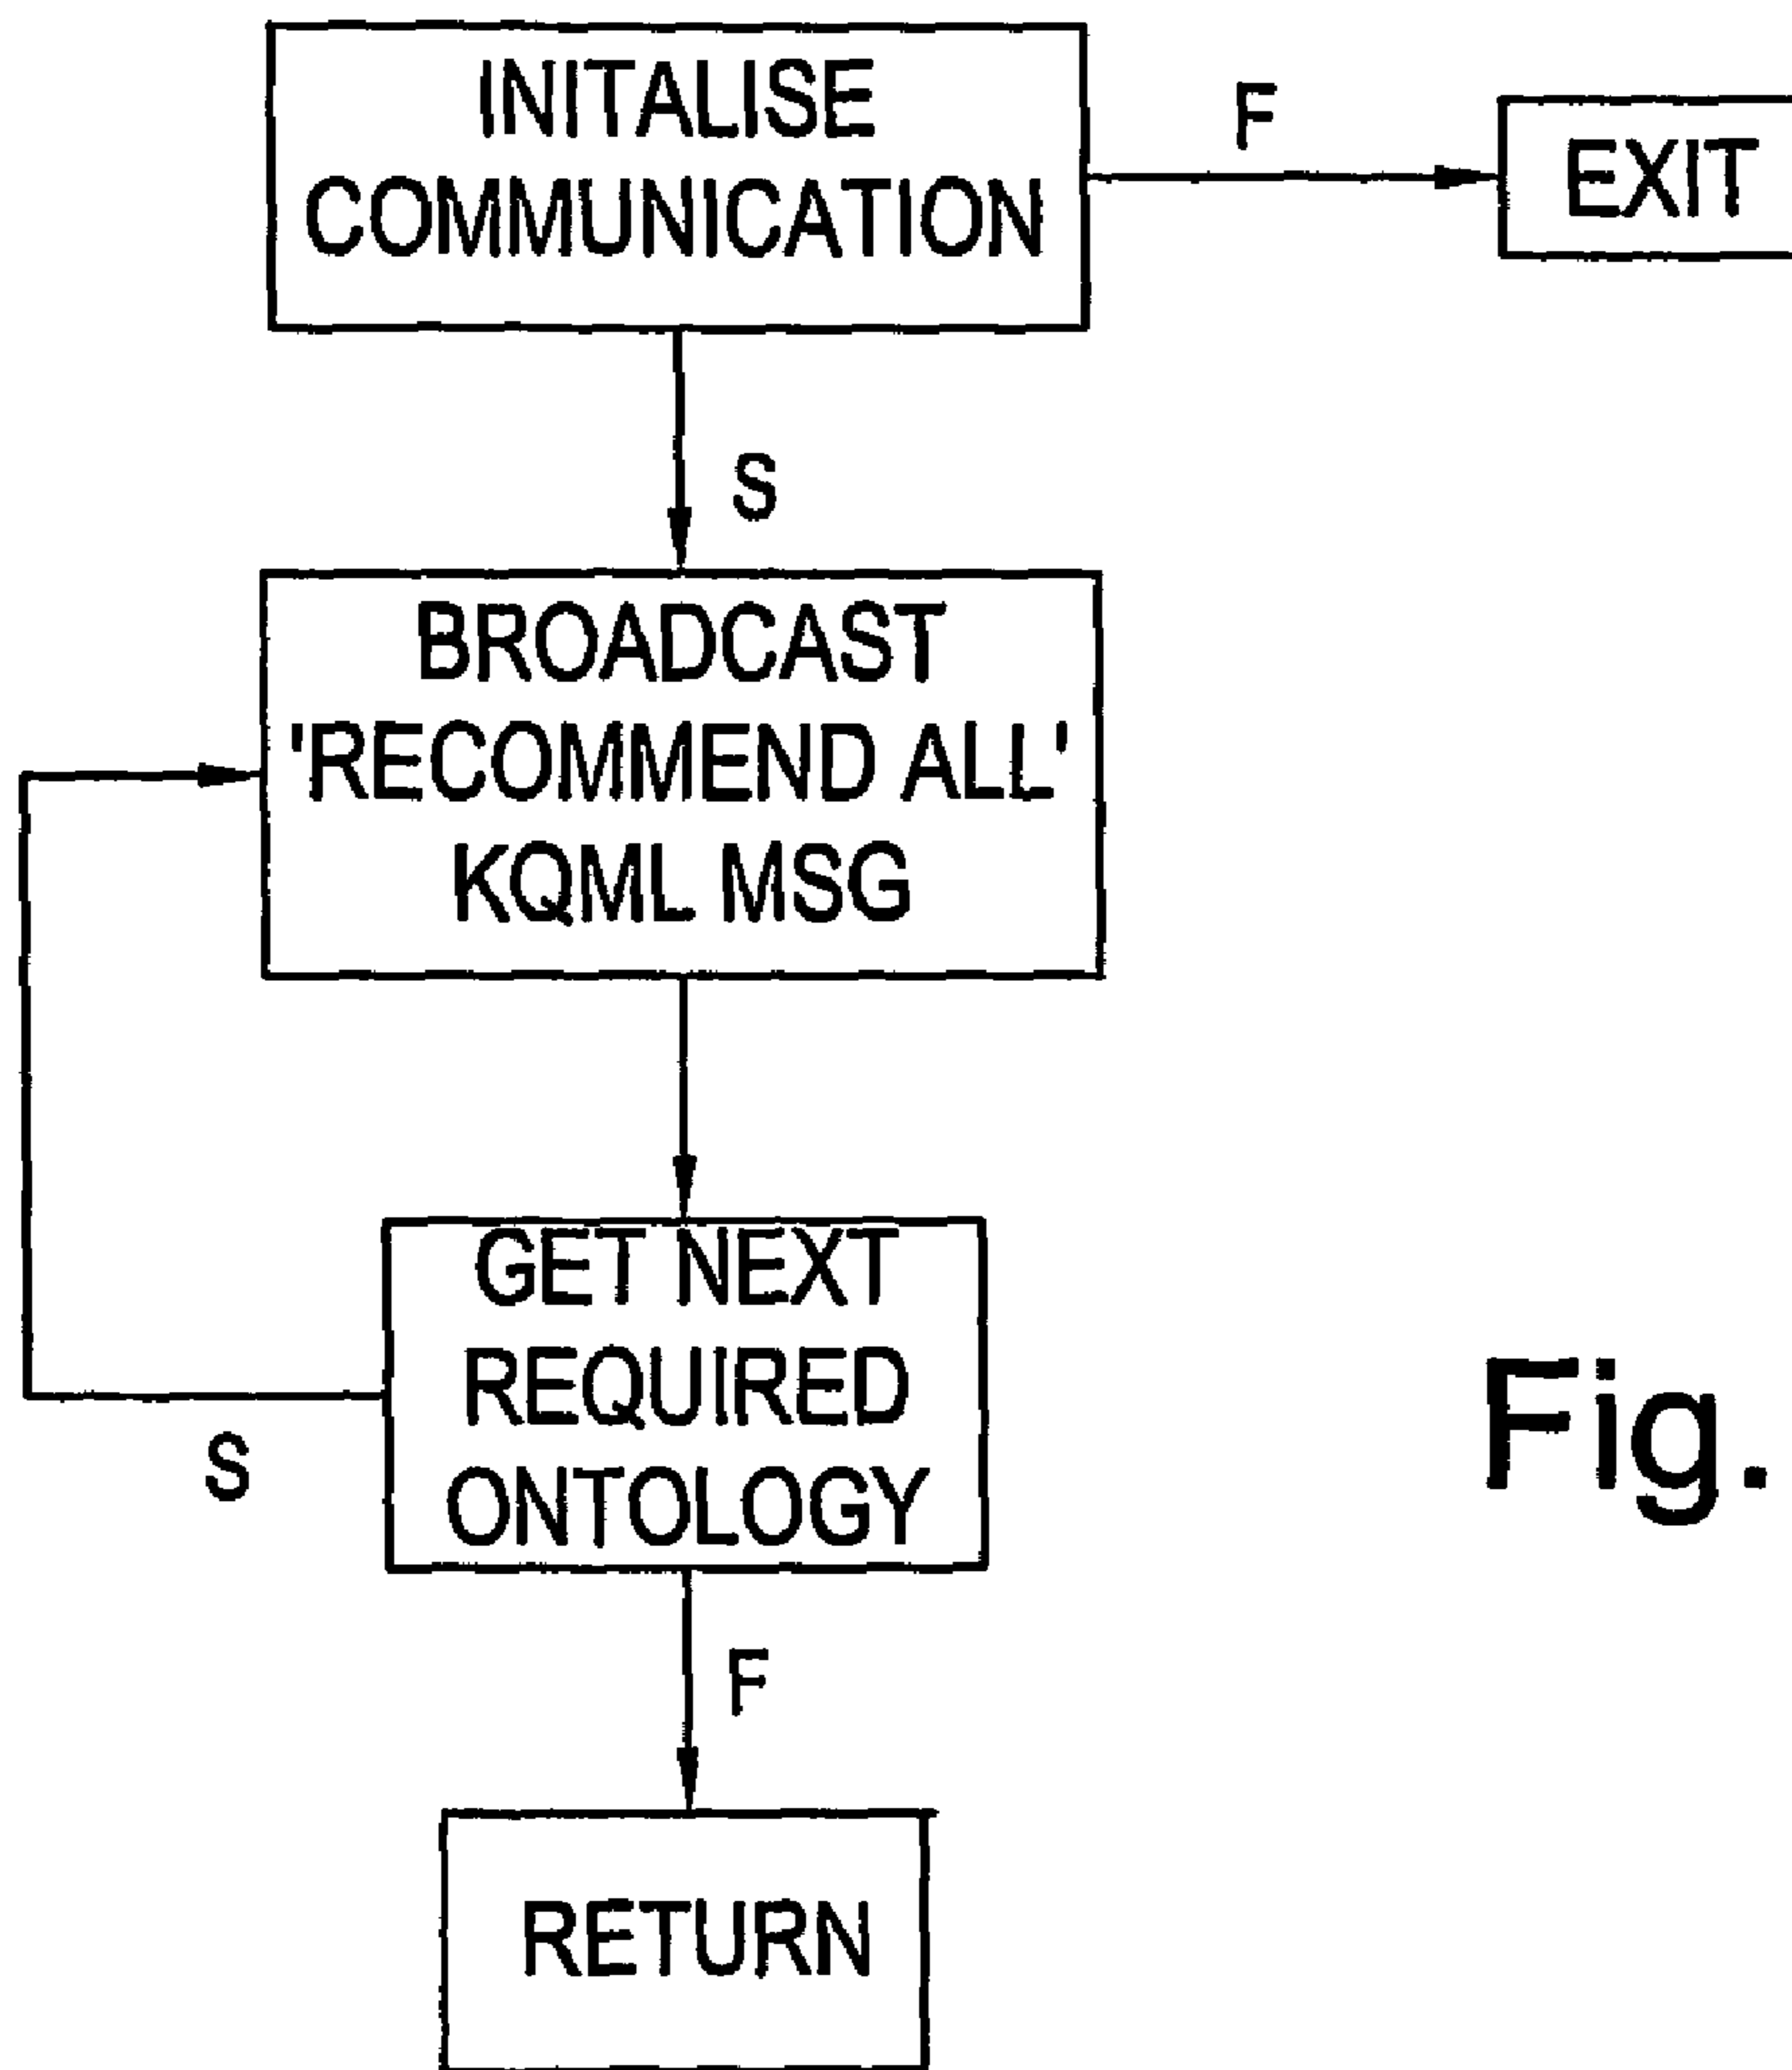 INITALISE
COMMUNICATION
F
EXIT
S
BROADCAST
'RECOMMEND ALL'
KQML MSG
GET NEXT
REQUIRED
ONTOLOGY
S
F
RETURN
Fig.